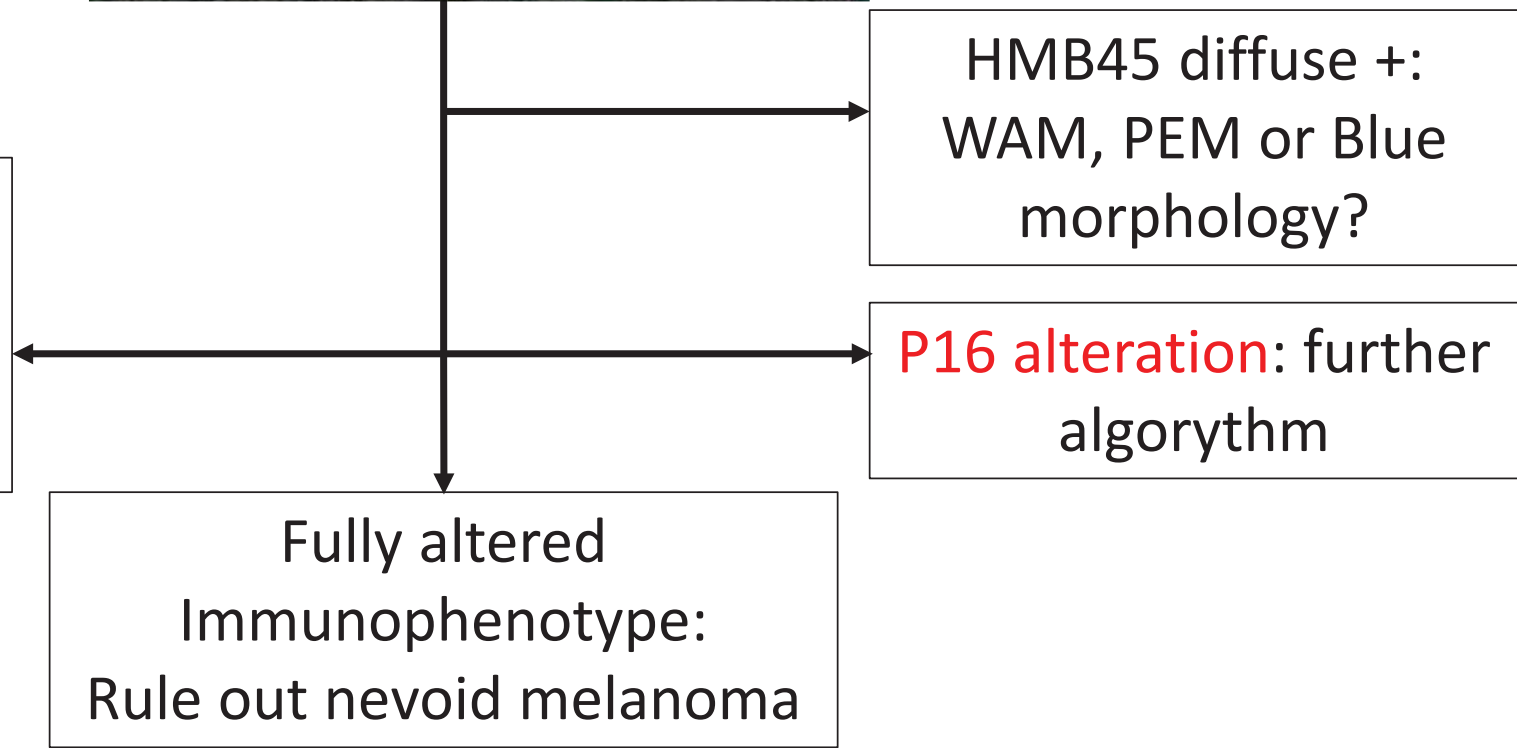 HMB45 diffuse +:
WAM, PEM or Blue
morphology?
P16 alteration: further
algorythm
Fully altered
Immunophenotype:
Rule out nevoid melanoma